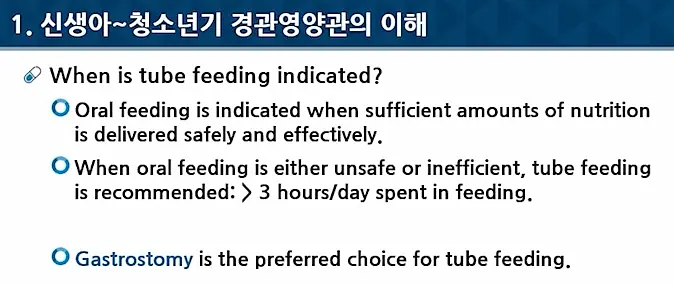 1. 신생아~청소년기 경관영양관의 이해
When is tube feeding indicated?
Oral feeding is indicated when sufficient amounts of nutrition
is delivered safely and effectively.
When oral feeding is either unsafe or inefficient, tube feeding
is recommended: > 3 hours/day spent in feeding.
Gastrostomy is the preferred choice for tube feeding.